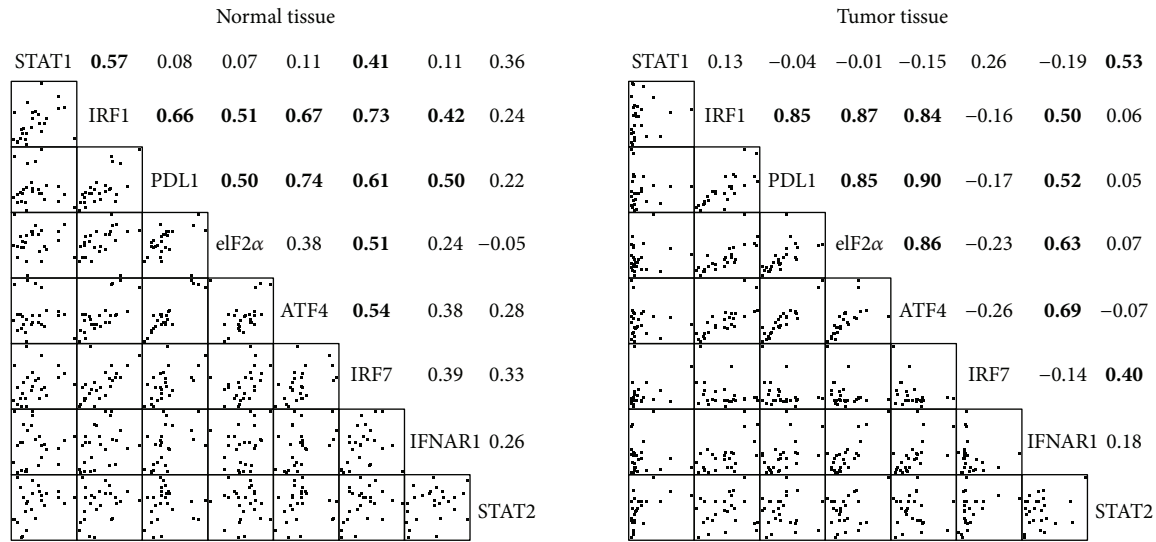 Normal tissue
STAT1 0.57 0.08 0.07 0.11 0.41 0.11 0.36
IRF1 0.66 0.51 0.67 0.73 0.42 0.24
PDL1 0.50 0.74 0.61 0.50 0.22
elF2α 0.38 0.51 0.24 −0.05
ATF4 0.54 0.38 0.28
IRF7 0.39 0.33
IFNAR1 0.26
STAT2
Tumor tissue
STAT1 0.13 −0.04 −0.01 −0.15 0.26 −0.19 0.53
IRF1 0.85 0.87 0.84 −0.16 0.50 0.06
PDL1 0.85 0.90 −0.17 0.52 0.05
elF2α 0.86 −0.23 0.63 0.07
ATF4 −0.26 0.69 −0.07
IRF7 −0.14 0.40
IFNAR1 0.18
STAT2